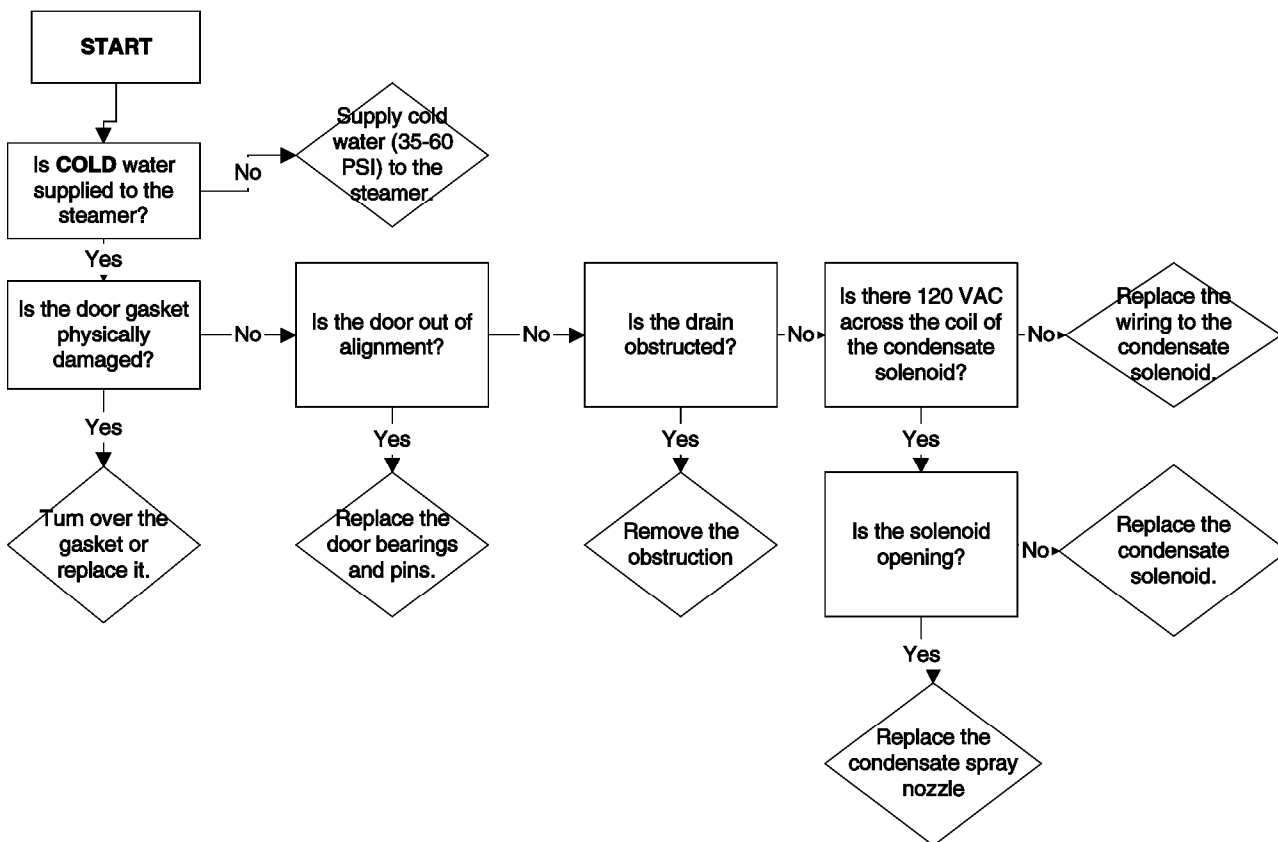 START
Is COLD water
supplied to the
steamer?
No
Supply cold
water (35-60
PSI) to the
steamer.
Yes
Is the door gasket
physically
damaged?
No
Is the door out of
alignment?
No
Is the drain
obstructed?
No
Is there 120 VAC
across the coil of
the condensate
solenoid?
No
Replace the
wiring to the
condensate
solenoid.
Yes
Turn over the
gasket or
replace it.
Yes
Replace the
door bearings
and pins.
Yes
Remove the
obstruction
Yes
Is the solenoid
opening?
No
Replace the
condensate
solenoid.
Yes
Replace the
condensate spray
nozzle